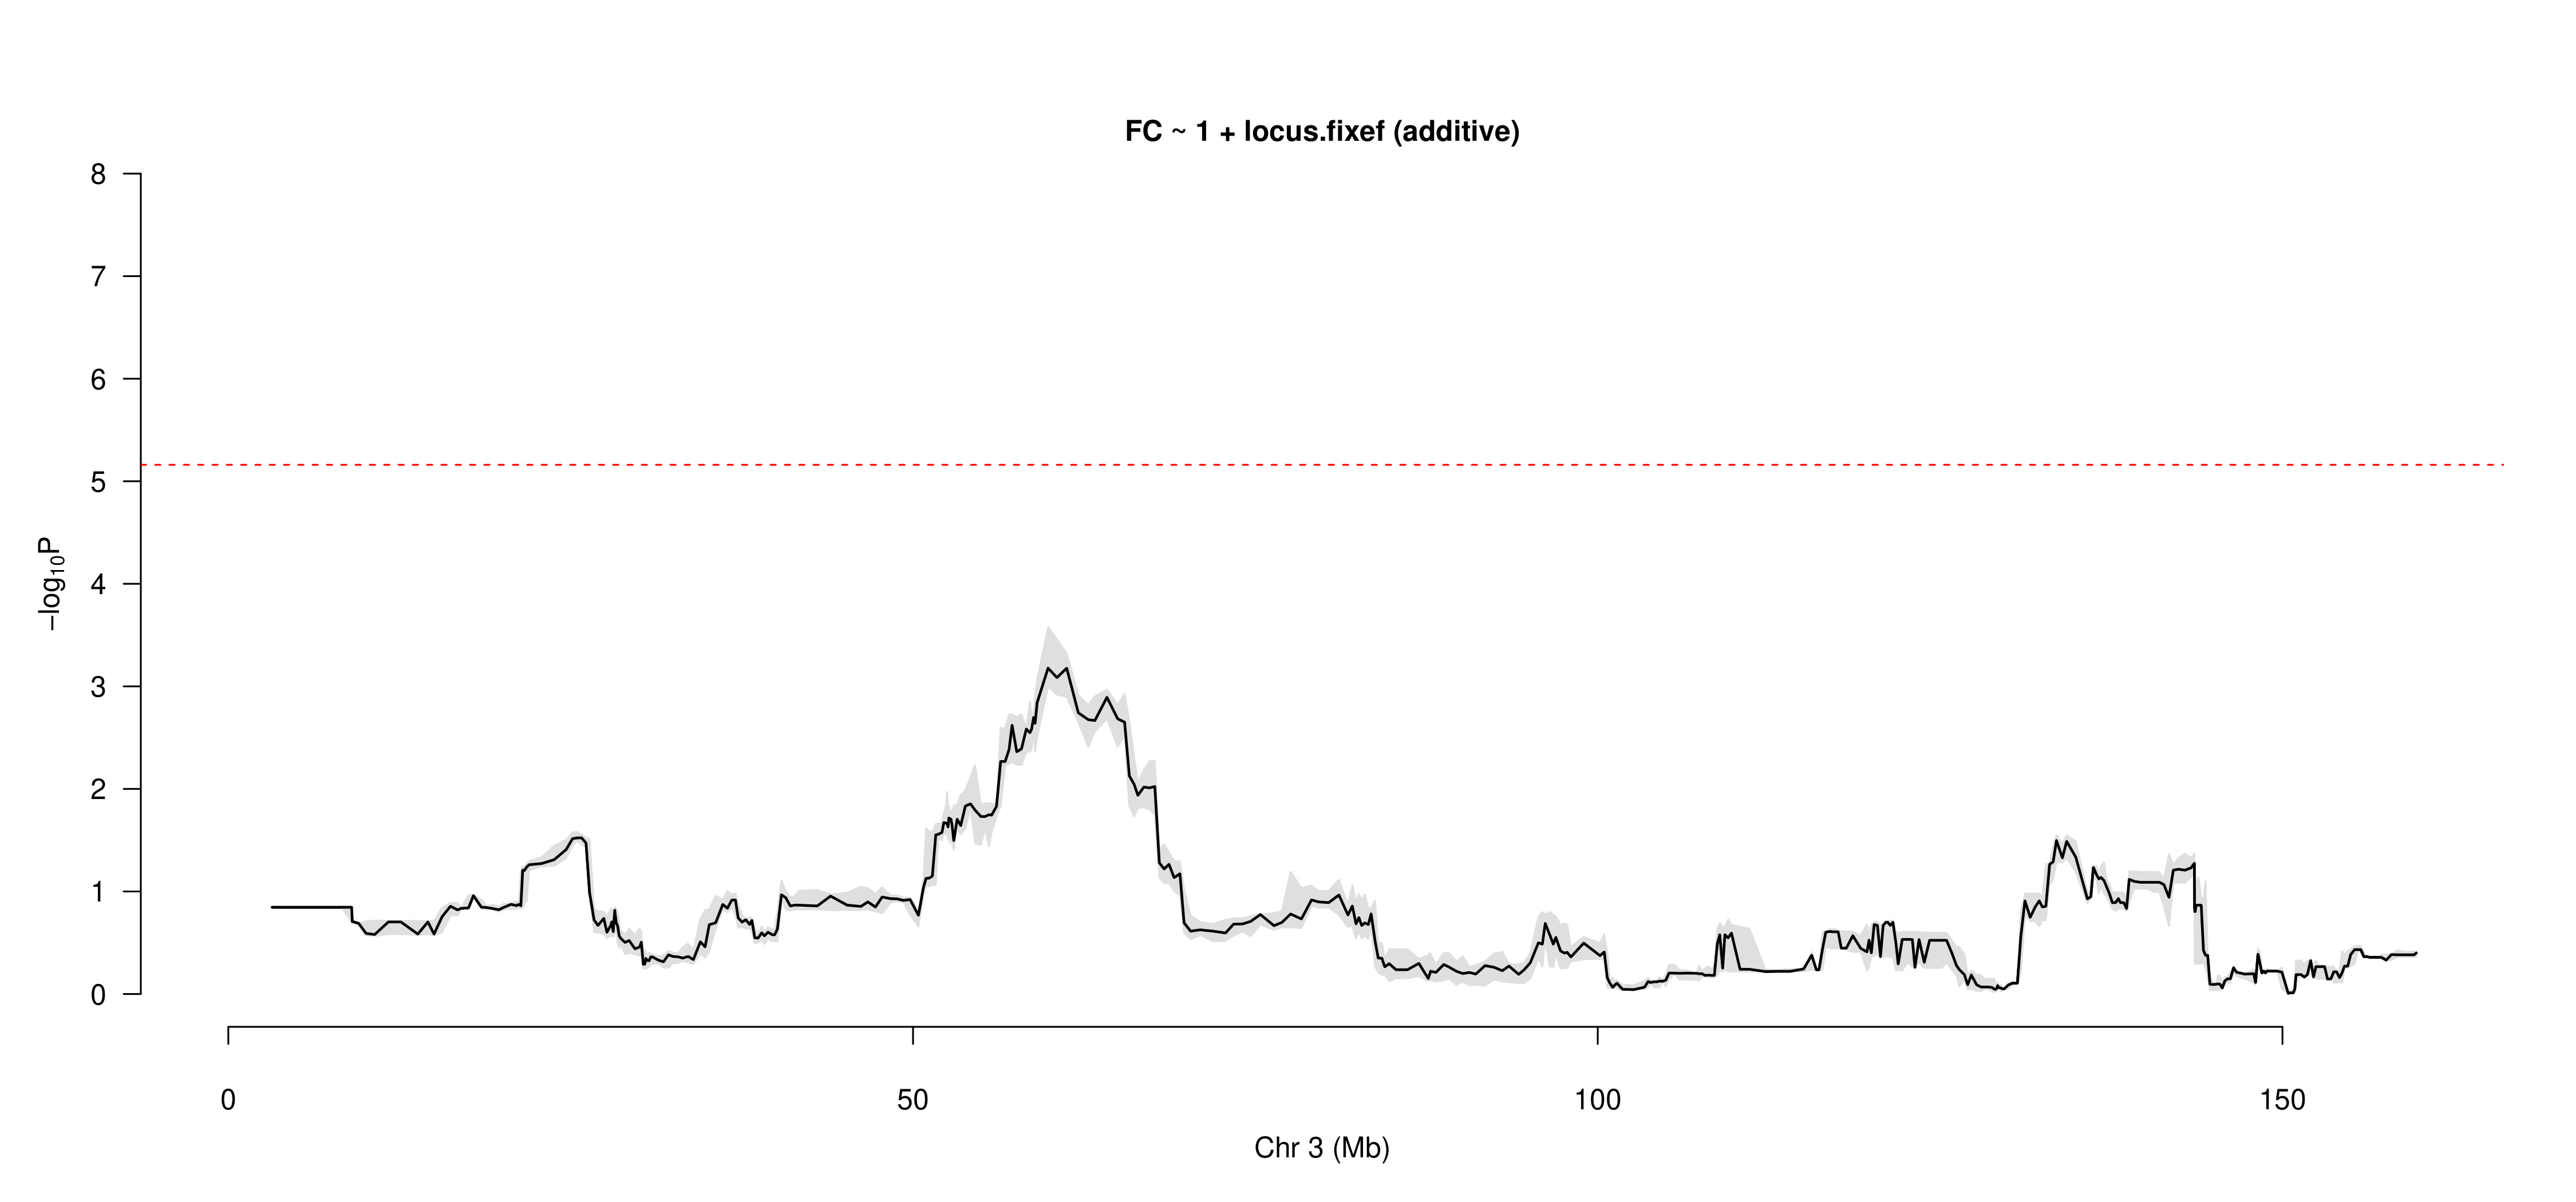 FC ~ 1 + locus.fixef (additive)
8
7
6
5
4
3
2
1
0
−log10P
0 50 100 150
Chr 3 (Mb)